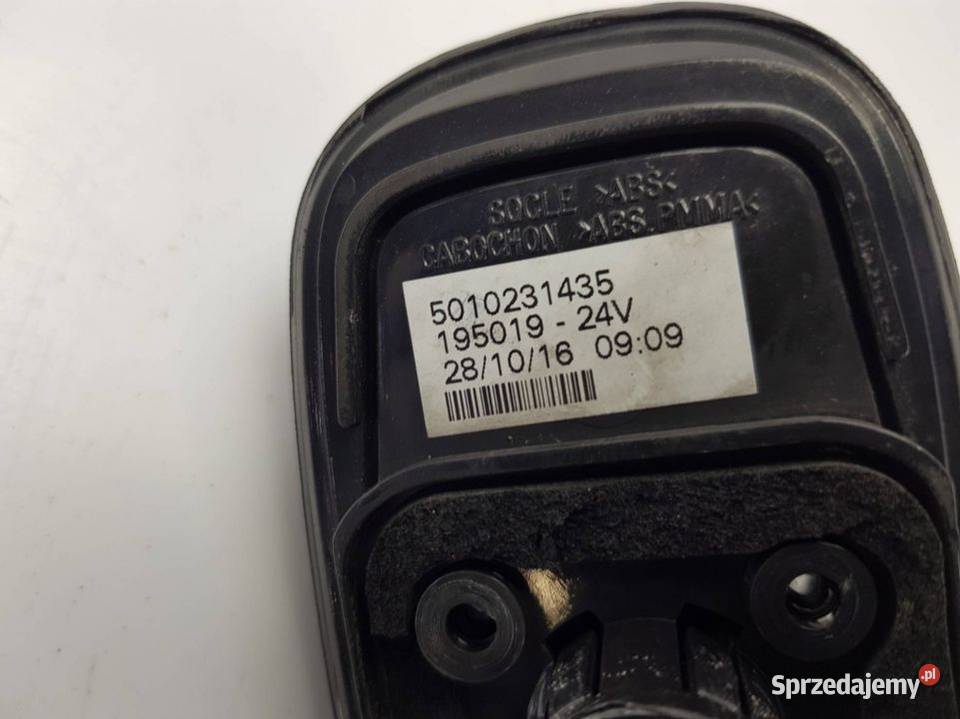 SOCLE >ABS<
CABOCHON >ABS.PMMA<
5010231435
195019 - 24V
28/10/16 09:09
Sprzedajemy.pl